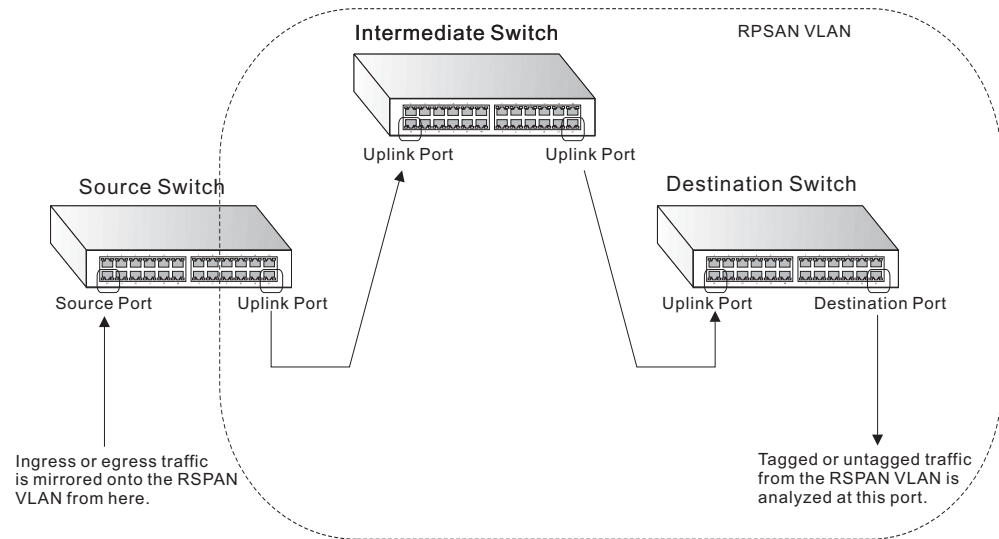 RPSAN VLAN
Intermediate Switch
Uplink Port
Uplink Port
Source Switch
Destination Switch
Source Port
Uplink Port
Uplink Port
Destination Port
Ingress or egress traffic
is mirrored onto the RSPAN
VLAN from here.
Tagged or untagged traffic
from the RSPAN VLAN is
analyzed at this port.